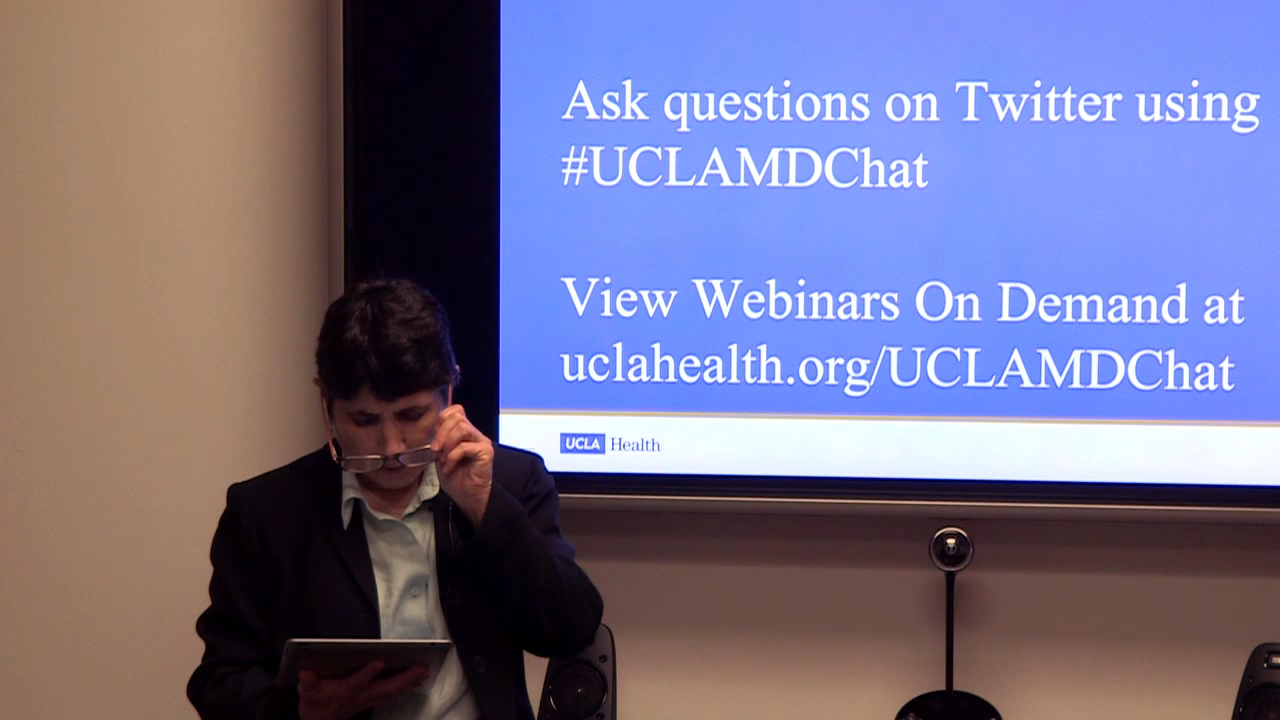 Ask questions on Twitter using
#UCLAMDChat
View Webinars On Demand at
uclahealth.org/UCLAMDChat
UCLA Health